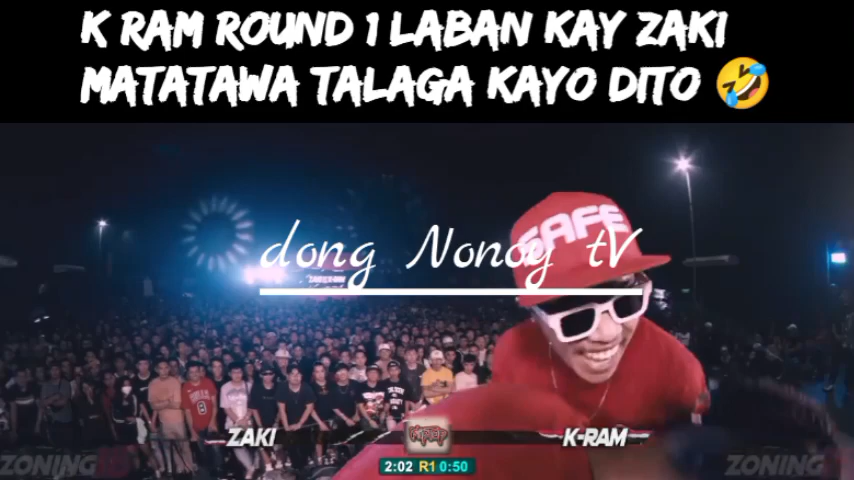 K RAM ROUND 1 LABAN KAY ZAKI
MATATAWA TALAGA KAYO DITO 🤣
SAFE
dong Nonoy tV
ZAKI
K-RAM
2:02 R1 0:50
ZONING
ZONING